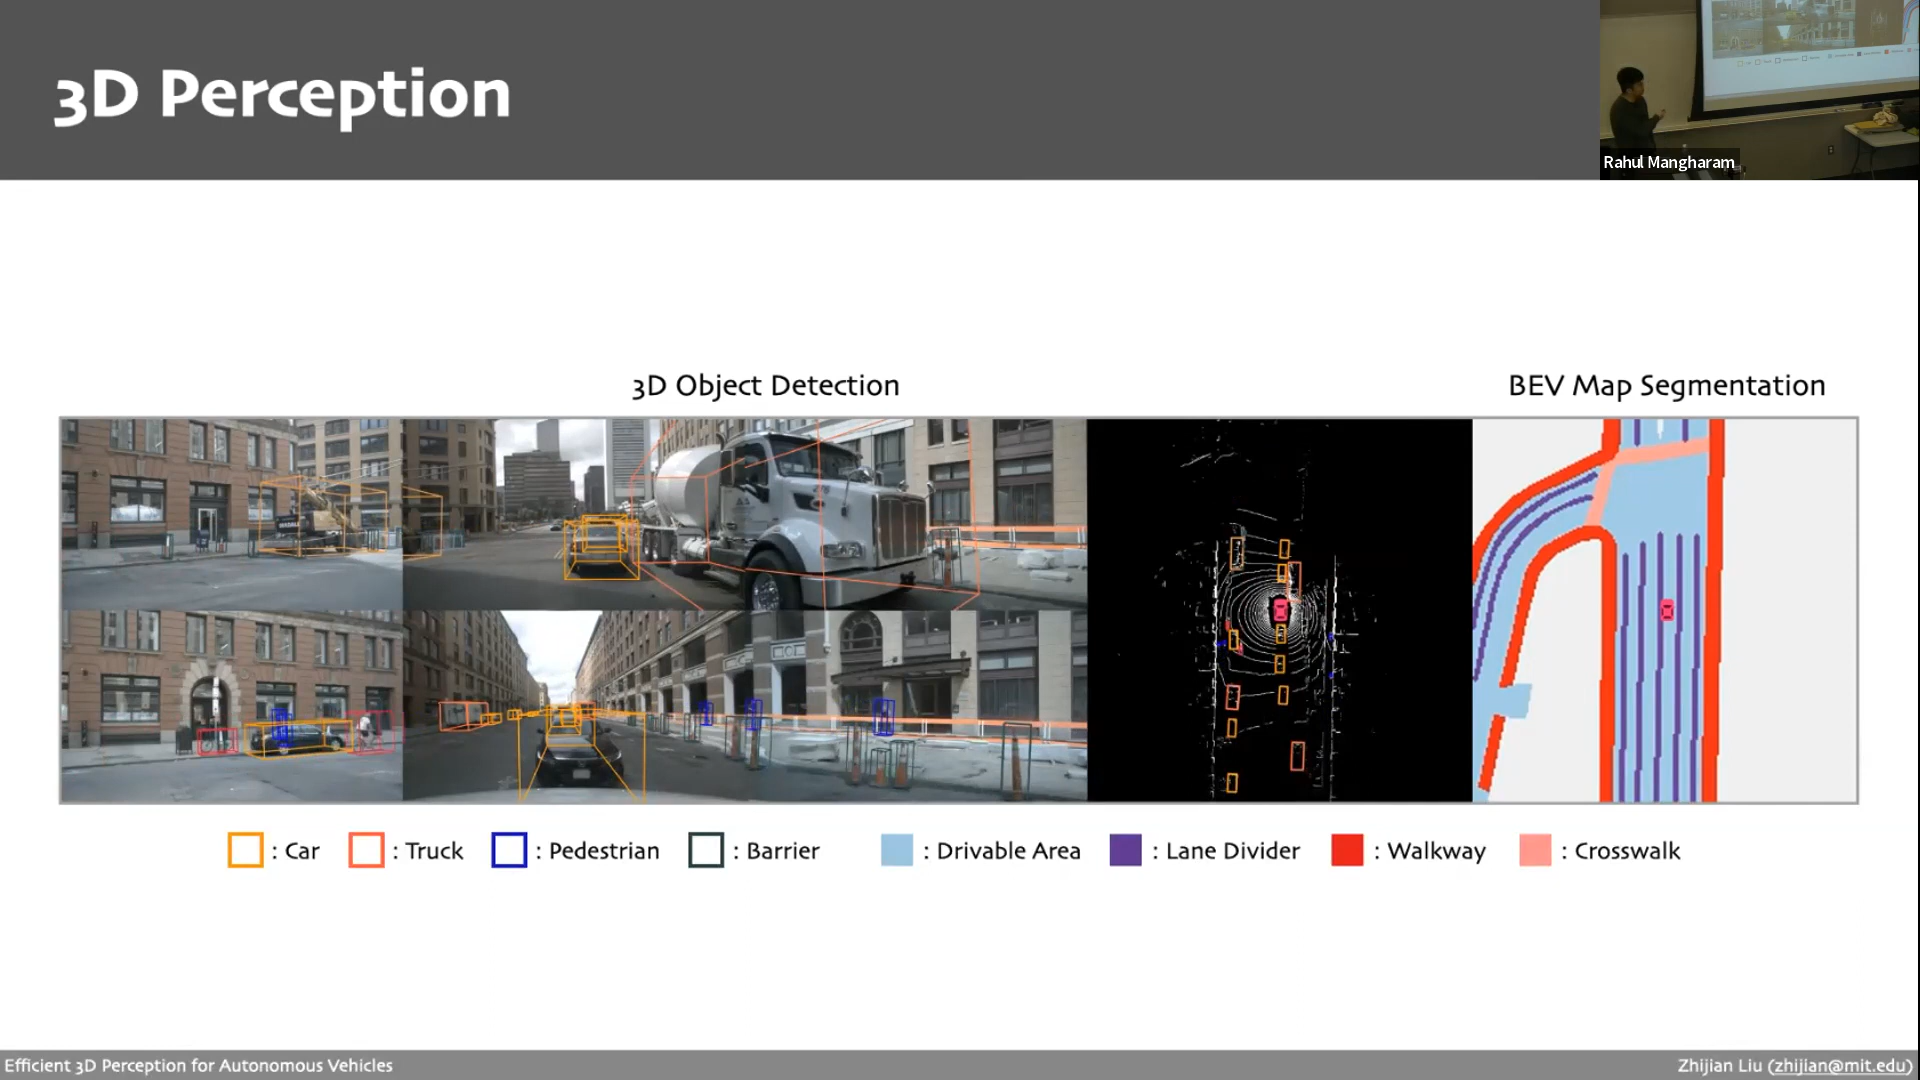 3D Perception
Rahul Mangharam
3D Object Detection
BEV Map Segmentation
: Car
: Truck
: Pedestrian
: Barrier
: Drivable Area
: Lane Divider
: Walkway
: Crosswalk
Efficient 3D Perception for Autonomous Vehicles
Zhijian Liu (zhijian@mit.edu)